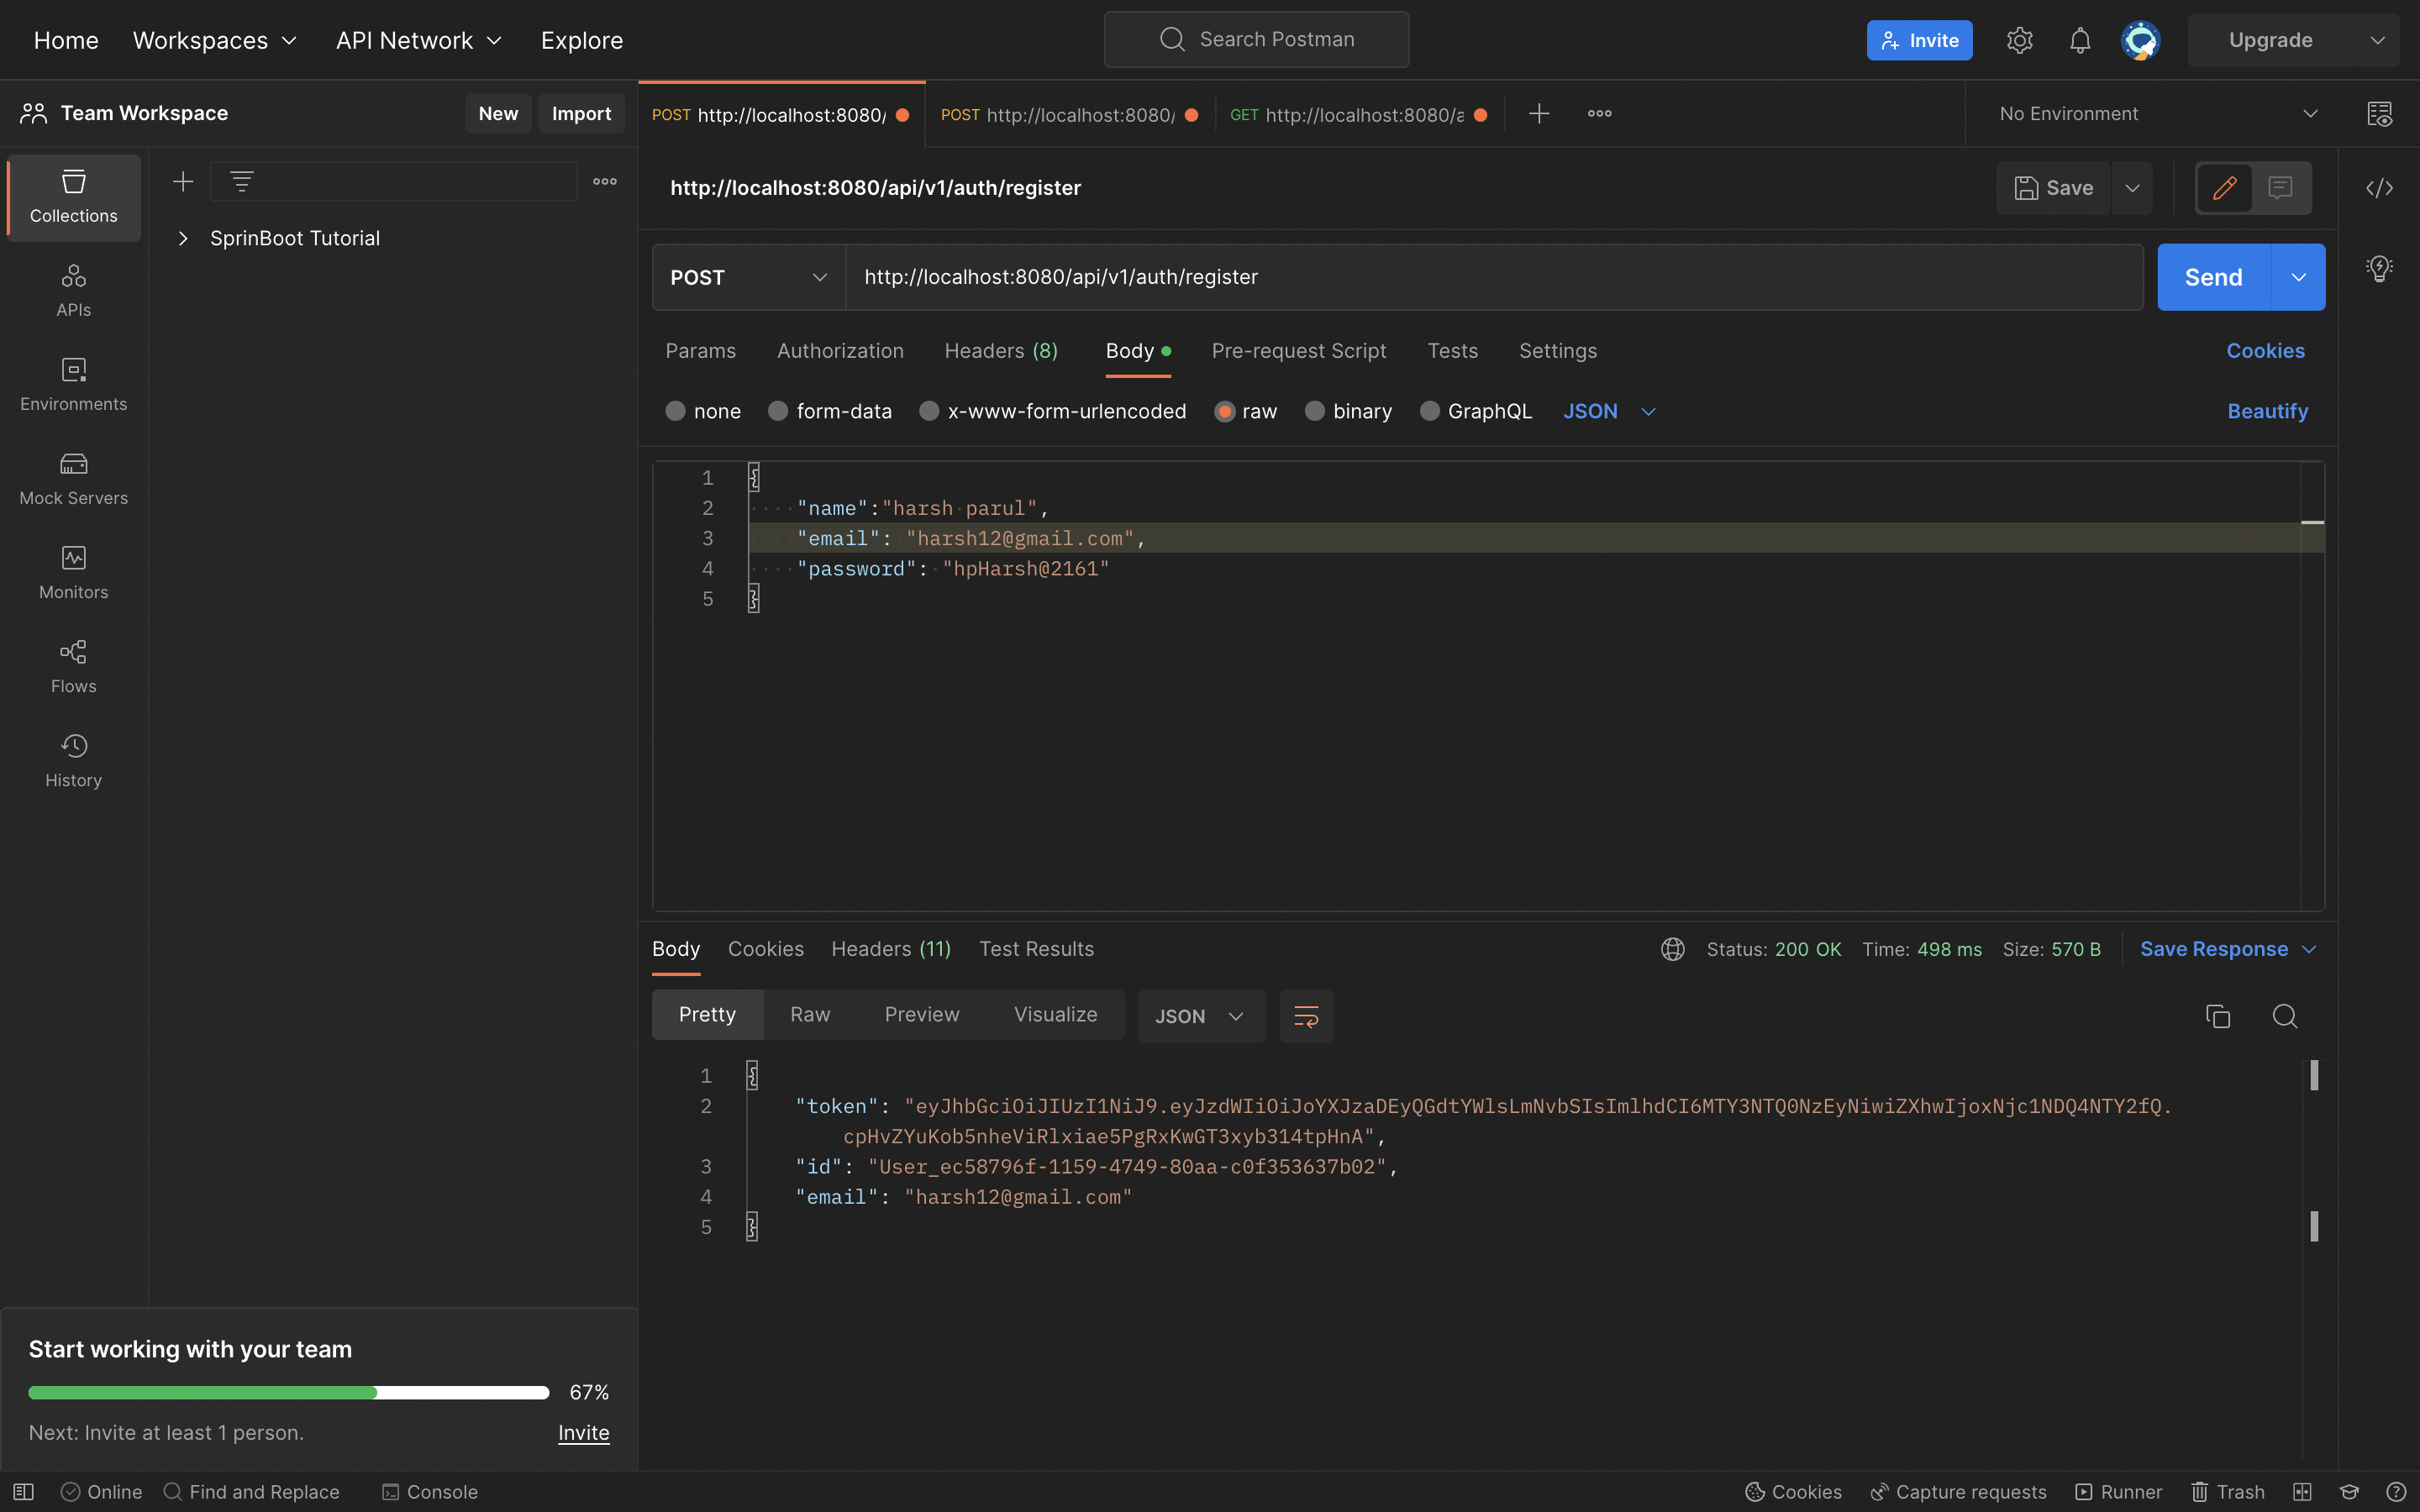 Home Workspaces API Network Explore Search Postman Invite Upgrade
Team Workspace New Import POST http://localhost:8080/ POST http://localhost:8080/ GET http://localhost:8080/a No Environment
Collections
SprinBoot Tutorial
APIs
Environments
Mock Servers
Monitors
Flows
History
http://localhost:8080/api/v1/auth/register Save
POST http://localhost:8080/api/v1/auth/register Send
Params Authorization Headers (8) Body Pre-request Script Tests Settings Cookies
none form-data x-www-form-urlencoded raw binary GraphQL JSON Beautify
1 {
2 "name":"harsh parul",
3 "email": "harsh12@gmail.com",
4 "password": "hpHarsh@2161"
5 }
Body Cookies Headers (11) Test Results Status: 200 OK Time: 498 ms Size: 570 B Save Response
Pretty Raw Preview Visualize JSON
1 {
2 "token": "eyJhbGciOiJIUzI1NiJ9.eyJzdWIiOiJoYXJzaDEyQGdtYWlsLmNvbSIsImlhdCI6MTY3NTQ0NzEyNiwiZXhwIjoxNjc1NDQ4NTY2fQ.
cpHvZYuKob5nheViRlxiae5PgRxKwGT3xyb314tpHnA",
3 "id": "User_ec58796f-1159-4749-80aa-c0f353637b02",
4 "email": "harsh12@gmail.com"
5 }
Start working with your team
67%
Next: Invite at least 1 person. Invite
Online Find and Replace Console Cookies Capture requests Runner Trash